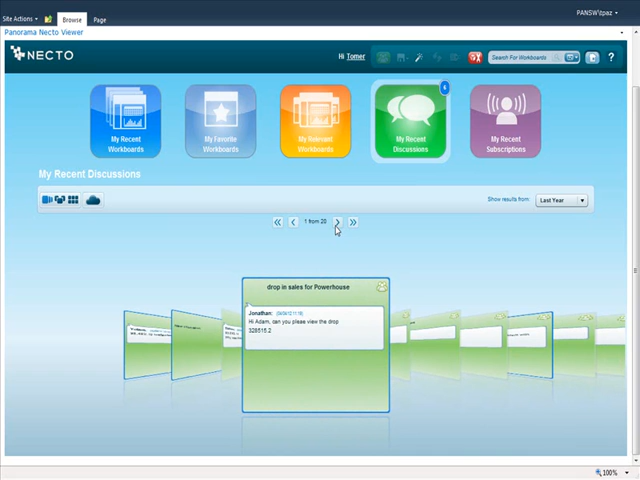 PANSW\tpaz
Site Actions
Browse
Page
Panorama Necto Viewer
NECTO
Hi Tomer
Search For Workboards
?
4
My Recent
Workboards
My Favorite
Workboards
My Relevant
Workboards
My Recent
Discussions
My Recent
Subscriptions
My Recent Discussions
Show results from
Last Year
1 from 20
drop in sales for Powerhouse
Jonathan:
Hi Adam, can you please view the drop
328515.2
100%